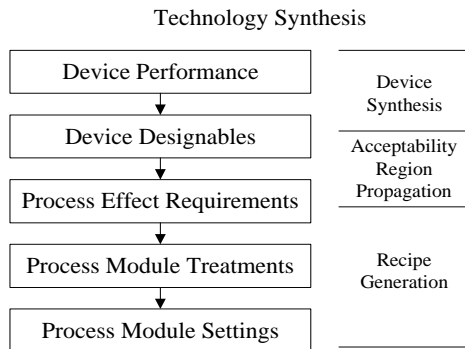 Technology Synthesis
Device Performance
Device Designables
Process Effect Requirements
Process Module Treatments
Process Module Settings
Device
Synthesis
Acceptability
Region
Propagation
Recipe
Generation